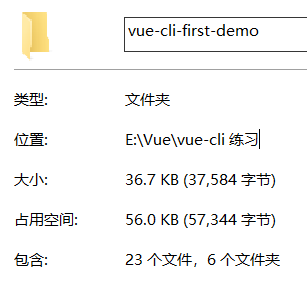 vue-cli-first-demo
类型: 文件夹
位置: E:\Vue\vue-cli 练习
大小: 36.7 KB (37,584 字节)
占用空间: 56.0 KB (57,344 字节)
包含: 23 个文件，6 个文件夹